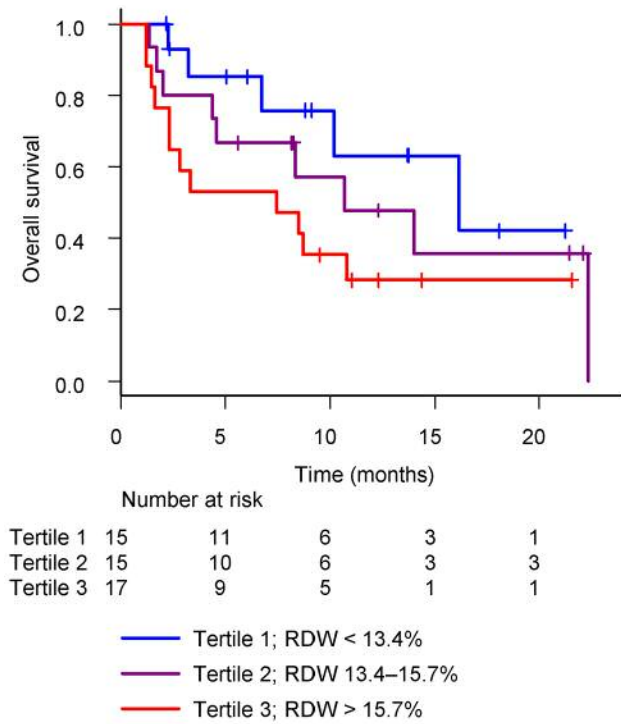 1.0
0.8
0.6
0.4
0.2
0.0
Overall survival
0 5 10 15 20
Time (months)
Number at risk
Tertile 1 15 11 6 3 1
Tertile 2 15 10 6 3 3
Tertile 3 17 9 5 1 1
Tertile 1; RDW < 13.4%
Tertile 2; RDW 13.4–15.7%
Tertile 3; RDW > 15.7%